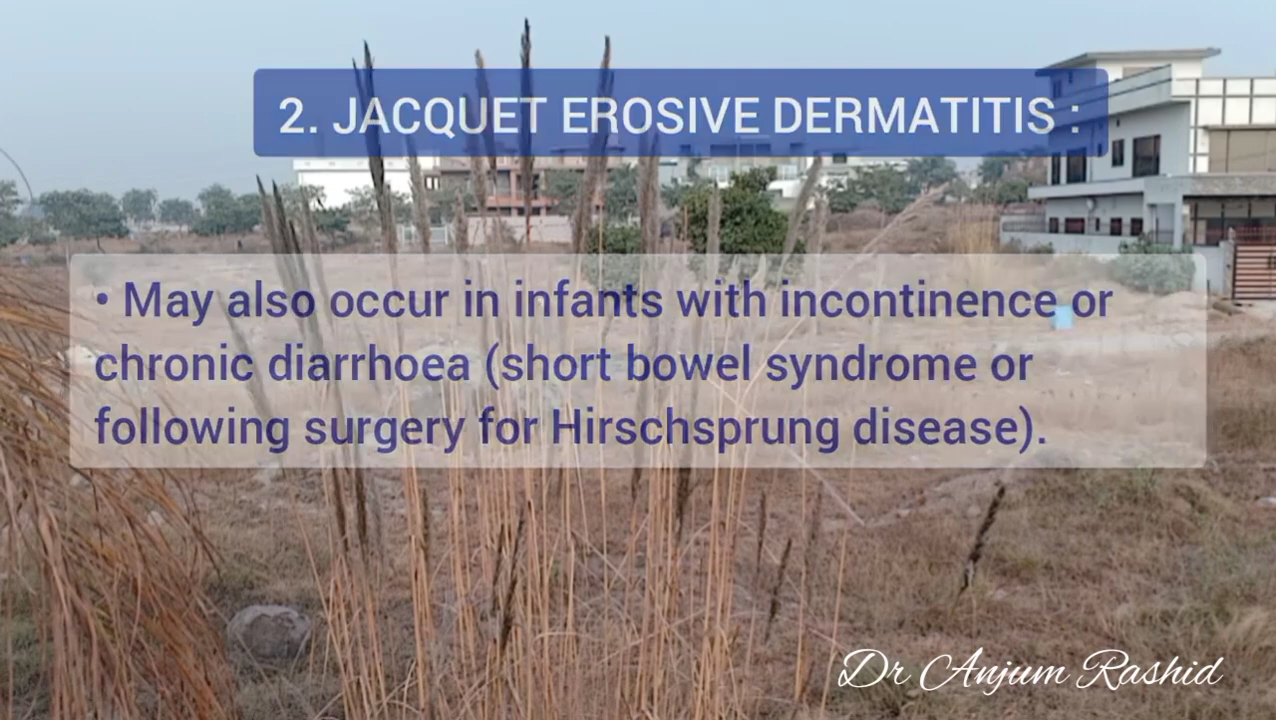 2. JACQUET EROSIVE DERMATITIS :
• May also occur in infants with incontinence or
chronic diarrhoea (short bowel syndrome or
following surgery for Hirschsprung disease).
Dr Anjum Rashid